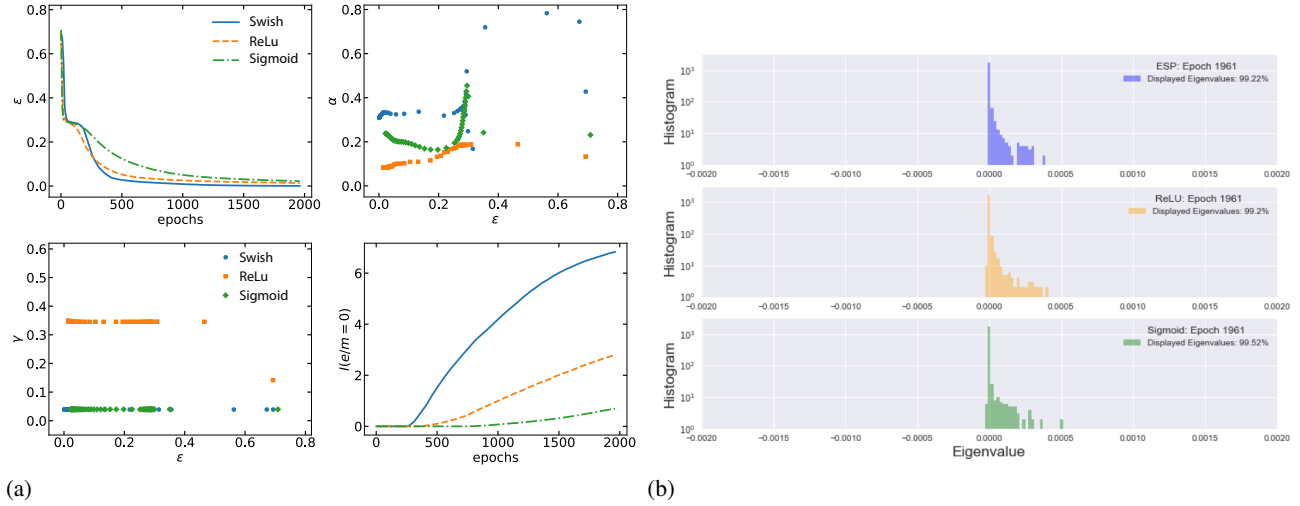 0.8
0.6
0.4
0.2
0.0
ε
0 500 1000 1500 2000
epochs
Swish
ReLu
Sigmoid
0.8
0.6
0.4
0.2
0.0
α
0.0 0.2 0.4 0.6 0.8
ε
0.6
0.5
0.4
0.3
0.2
0.1
0.0
γ
0.0 0.2 0.4 0.6 0.8
ε
Swish
ReLu
Sigmoid
6
4
2
0
l(e/m = 0)
0 500 1000 1500 2000
epochs
(a)
Histogram
10³
10²
10¹
10⁰
ESP: Epoch 1961
Displayed Eigenvalues: 99.22%
−0.0020 −0.0015 −0.0010 −0.0005 0.0000 0.0005 0.0010 0.0015 0.0020
Histogram
10³
10²
10¹
10⁰
ReLU: Epoch 1961
Displayed Eigenvalues: 99.2%
−0.0020 −0.0015 −0.0010 −0.0005 0.0000 0.0005 0.0010 0.0015 0.0020
Histogram
10³
10²
10¹
10⁰
Sigmoid: Epoch 1961
Displayed Eigenvalues: 99.52%
−0.0020 −0.0015 −0.0010 −0.0005 0.0000 0.0005 0.0010 0.0015 0.0020
Eigenvalue
(b)